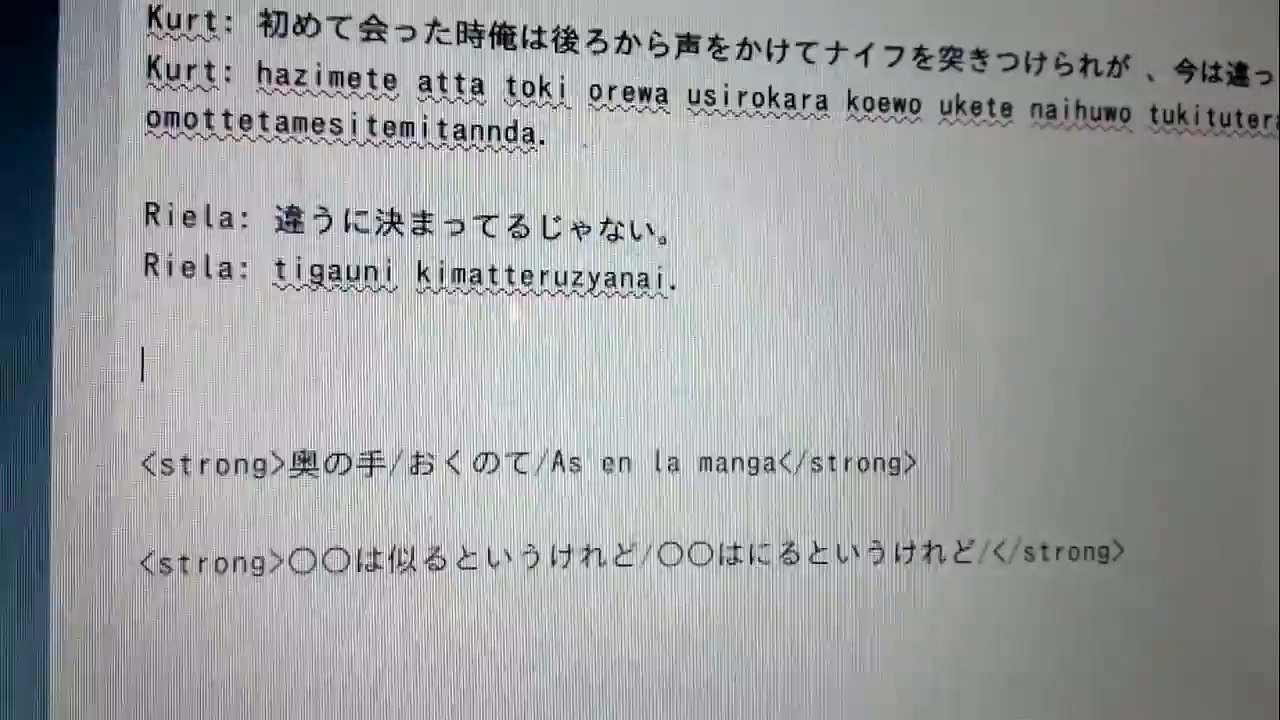 Kurt: 初めて会った時俺は後ろから声をかけてナイフを突きつけられが 、今は違っ
Kurt: hazimete atta toki orewa usirokara koewo ukete naihuwo tukitutera
omottetamesitemitannda.
Riela: 違うに決まってるじゃない。
Riela: tigauni kimatteruzyanai.
<strong>奥の手/おくのて/As en la manga</strong>
<strong>〇〇は似るというけれど/〇〇はにるというけれど/</strong>